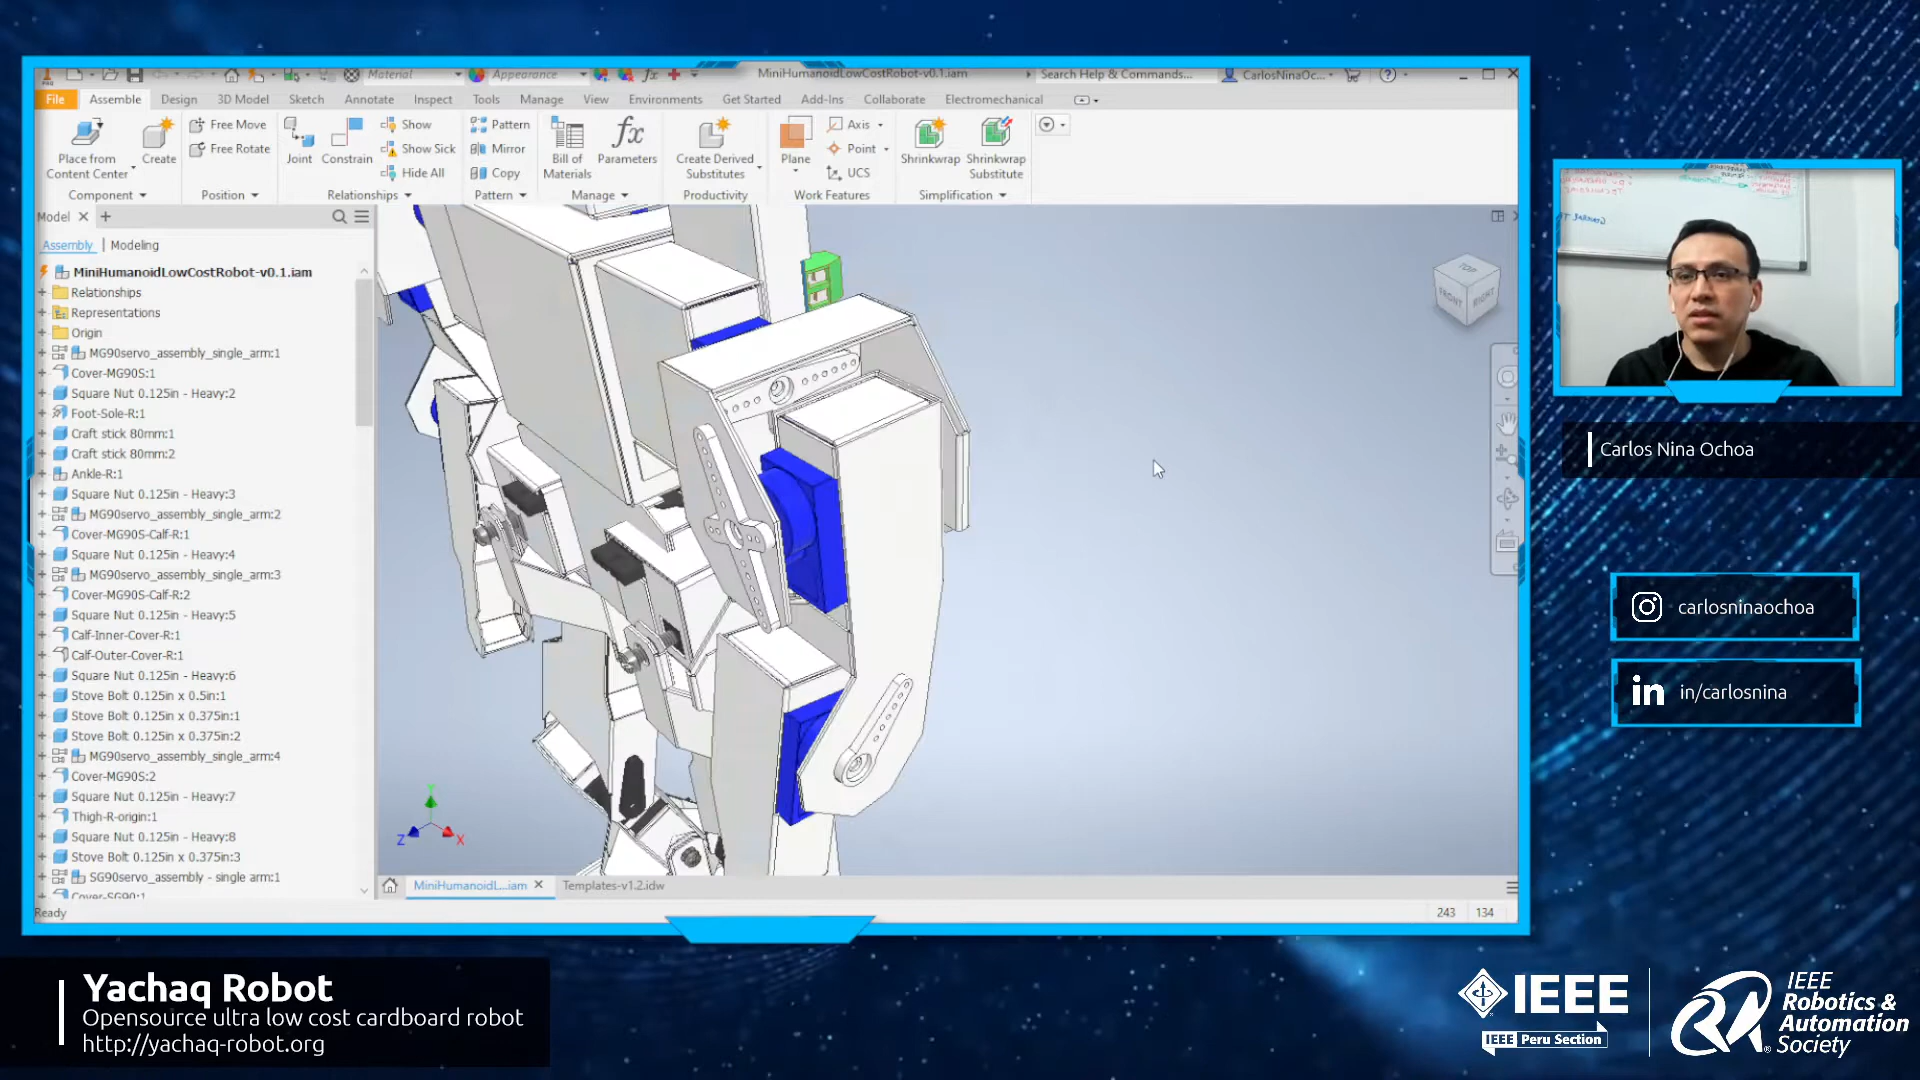 Material
Appearance
MiniHumanoidLowCostRobot-v0.1.iam
Search Help & Commands...
CarlosNinaOc...
File
Assemble
Design
3D Model
Sketch
Annotate
Inspect
Tools
Manage
View
Environments
Get Started
Add-Ins
Collaborate
Electromechanical
Place from
Content Center
Create
Free Move
Free Rotate
Joint
Constrain
Show
Show Sick
Hide All
Pattern
Mirror
Copy
Bill of
Materials
Parameters
Create Derived
Substitutes
Plane
Axis
Point
UCS
Shrinkwrap
Shrinkwrap
Substitute
Component
Position
Relationships
Pattern
Manage
Productivity
Work Features
Simplification
Model
Assembly
Modeling
MiniHumanoidLowCostRobot-v0.1.iam
Relationships
Representations
Origin
MG90servo_assembly_single_arm:1
Cover-MG90S:1
Square Nut 0.125in - Heavy:2
Foot-Sole-R:1
Craft stick 80mm:1
Craft stick 80mm:2
Ankle-R:1
Square Nut 0.125in - Heavy:3
MG90servo_assembly_single_arm:2
Cover-MG90S-Calf-R:1
Square Nut 0.125in - Heavy:4
MG90servo_assembly_single_arm:3
Cover-MG90S-Calf-R:2
Square Nut 0.125in - Heavy:5
Calf-Inner-Cover-R:1
Calf-Outer-Cover-R:1
Square Nut 0.125in - Heavy:6
Stove Bolt 0.125in x 0.5in:1
Stove Bolt 0.125in x 0.375in:1
Stove Bolt 0.125in x 0.375in:2
MG90servo_assembly_single_arm:4
Cover-MG90S:2
Square Nut 0.125in - Heavy:7
Thigh-R-origin:1
Square Nut 0.125in - Heavy:8
Stove Bolt 0.125in x 0.375in:3
SG90servo_assembly - single arm:1
Cover-SG90:1
TOP
FRONT
RIGHT
Y
Z
X
MiniHumanoidL...iam
Templates-v1.2.idw
Ready
243
134
Carlos Nina Ochoa
carlosninaochoa
in/carlosnina
Yachaq Robot
Opensource ultra low cost cardboard robot
http://yachaq-robot.org
IEEE
IEEE Peru Section
IEEE
Robotics &
Automation
Society